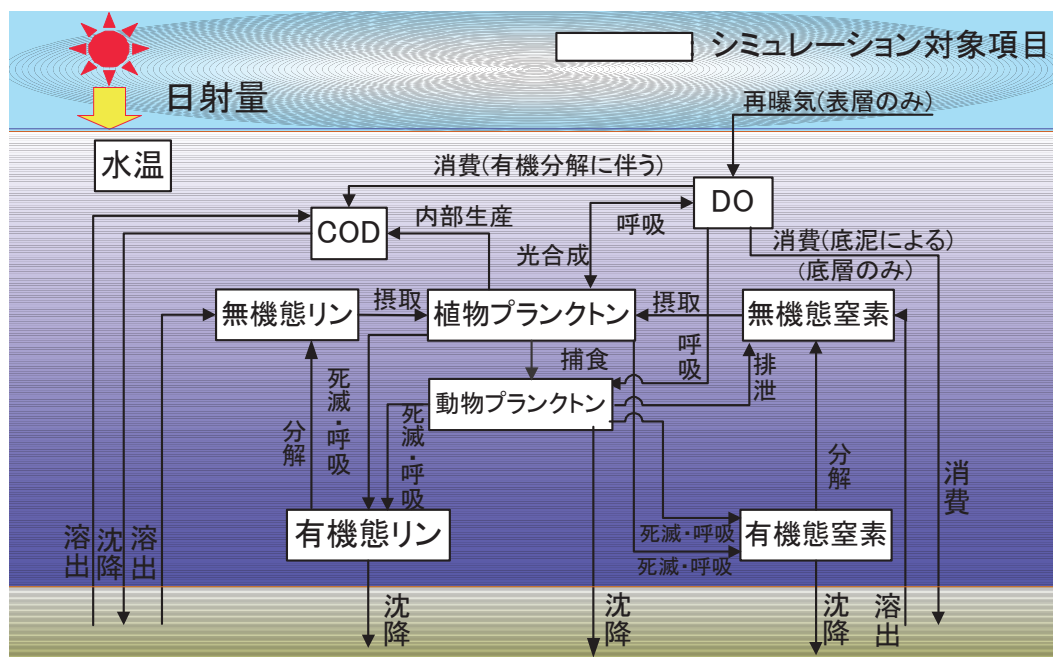 シミュレーション対象項目
日射量
再曝気(表層のみ)
水温
消費(有機分解に伴う)
DO
COD
内部生産
呼吸
光合成
消費(底泥による)
(底層のみ)
無機態リン
摂取
植物プランクトン
摂取
無機態窒素
捕食
呼吸
排泄
動物プランクトン
死滅・呼吸
死滅・呼吸
分解
分解
消費
有機態リン
死滅・呼吸
死滅・呼吸
有機態窒素
溶出
沈降
溶出
沈降
沈降
沈降
溶出